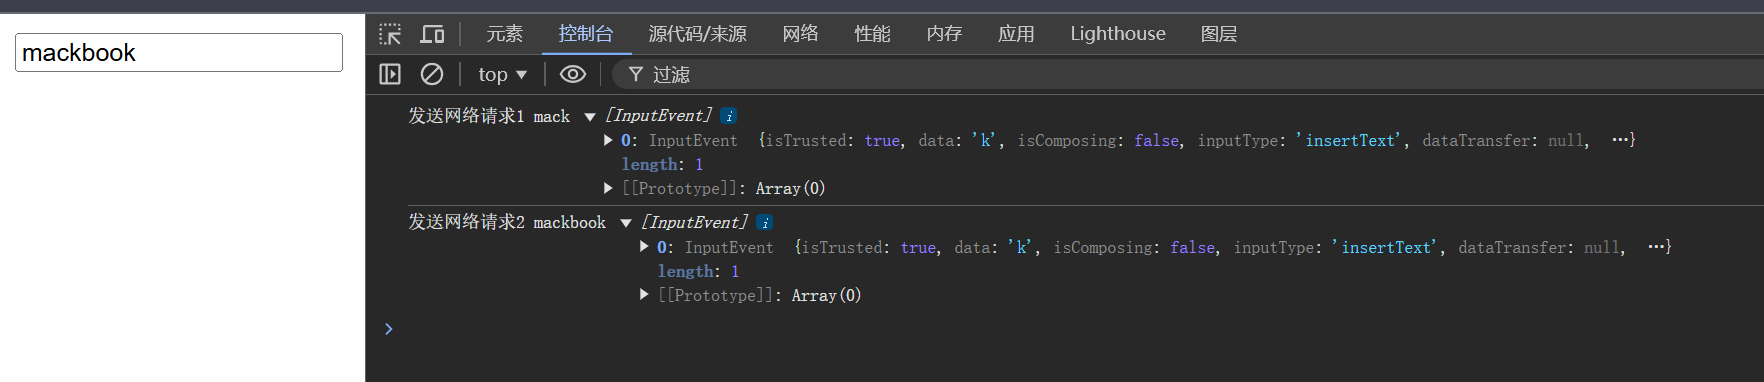 mackbook
元素 控制台 源代码/来源 网络 性能 内存 应用 Lighthouse 图层
top ▼ 过滤
发送网络请求1 mack ▼ [InputEvent] i
▶ 0: InputEvent {isTrusted: true, data: 'k', isComposing: false, inputType: 'insertText', dataTransfer: null, …}
length: 1
▶ [[Prototype]]: Array(0)
发送网络请求2 mackbook ▼ [InputEvent] i
▶ 0: InputEvent {isTrusted: true, data: 'k', isComposing: false, inputType: 'insertText', dataTransfer: null, …}
length: 1
▶ [[Prototype]]: Array(0)